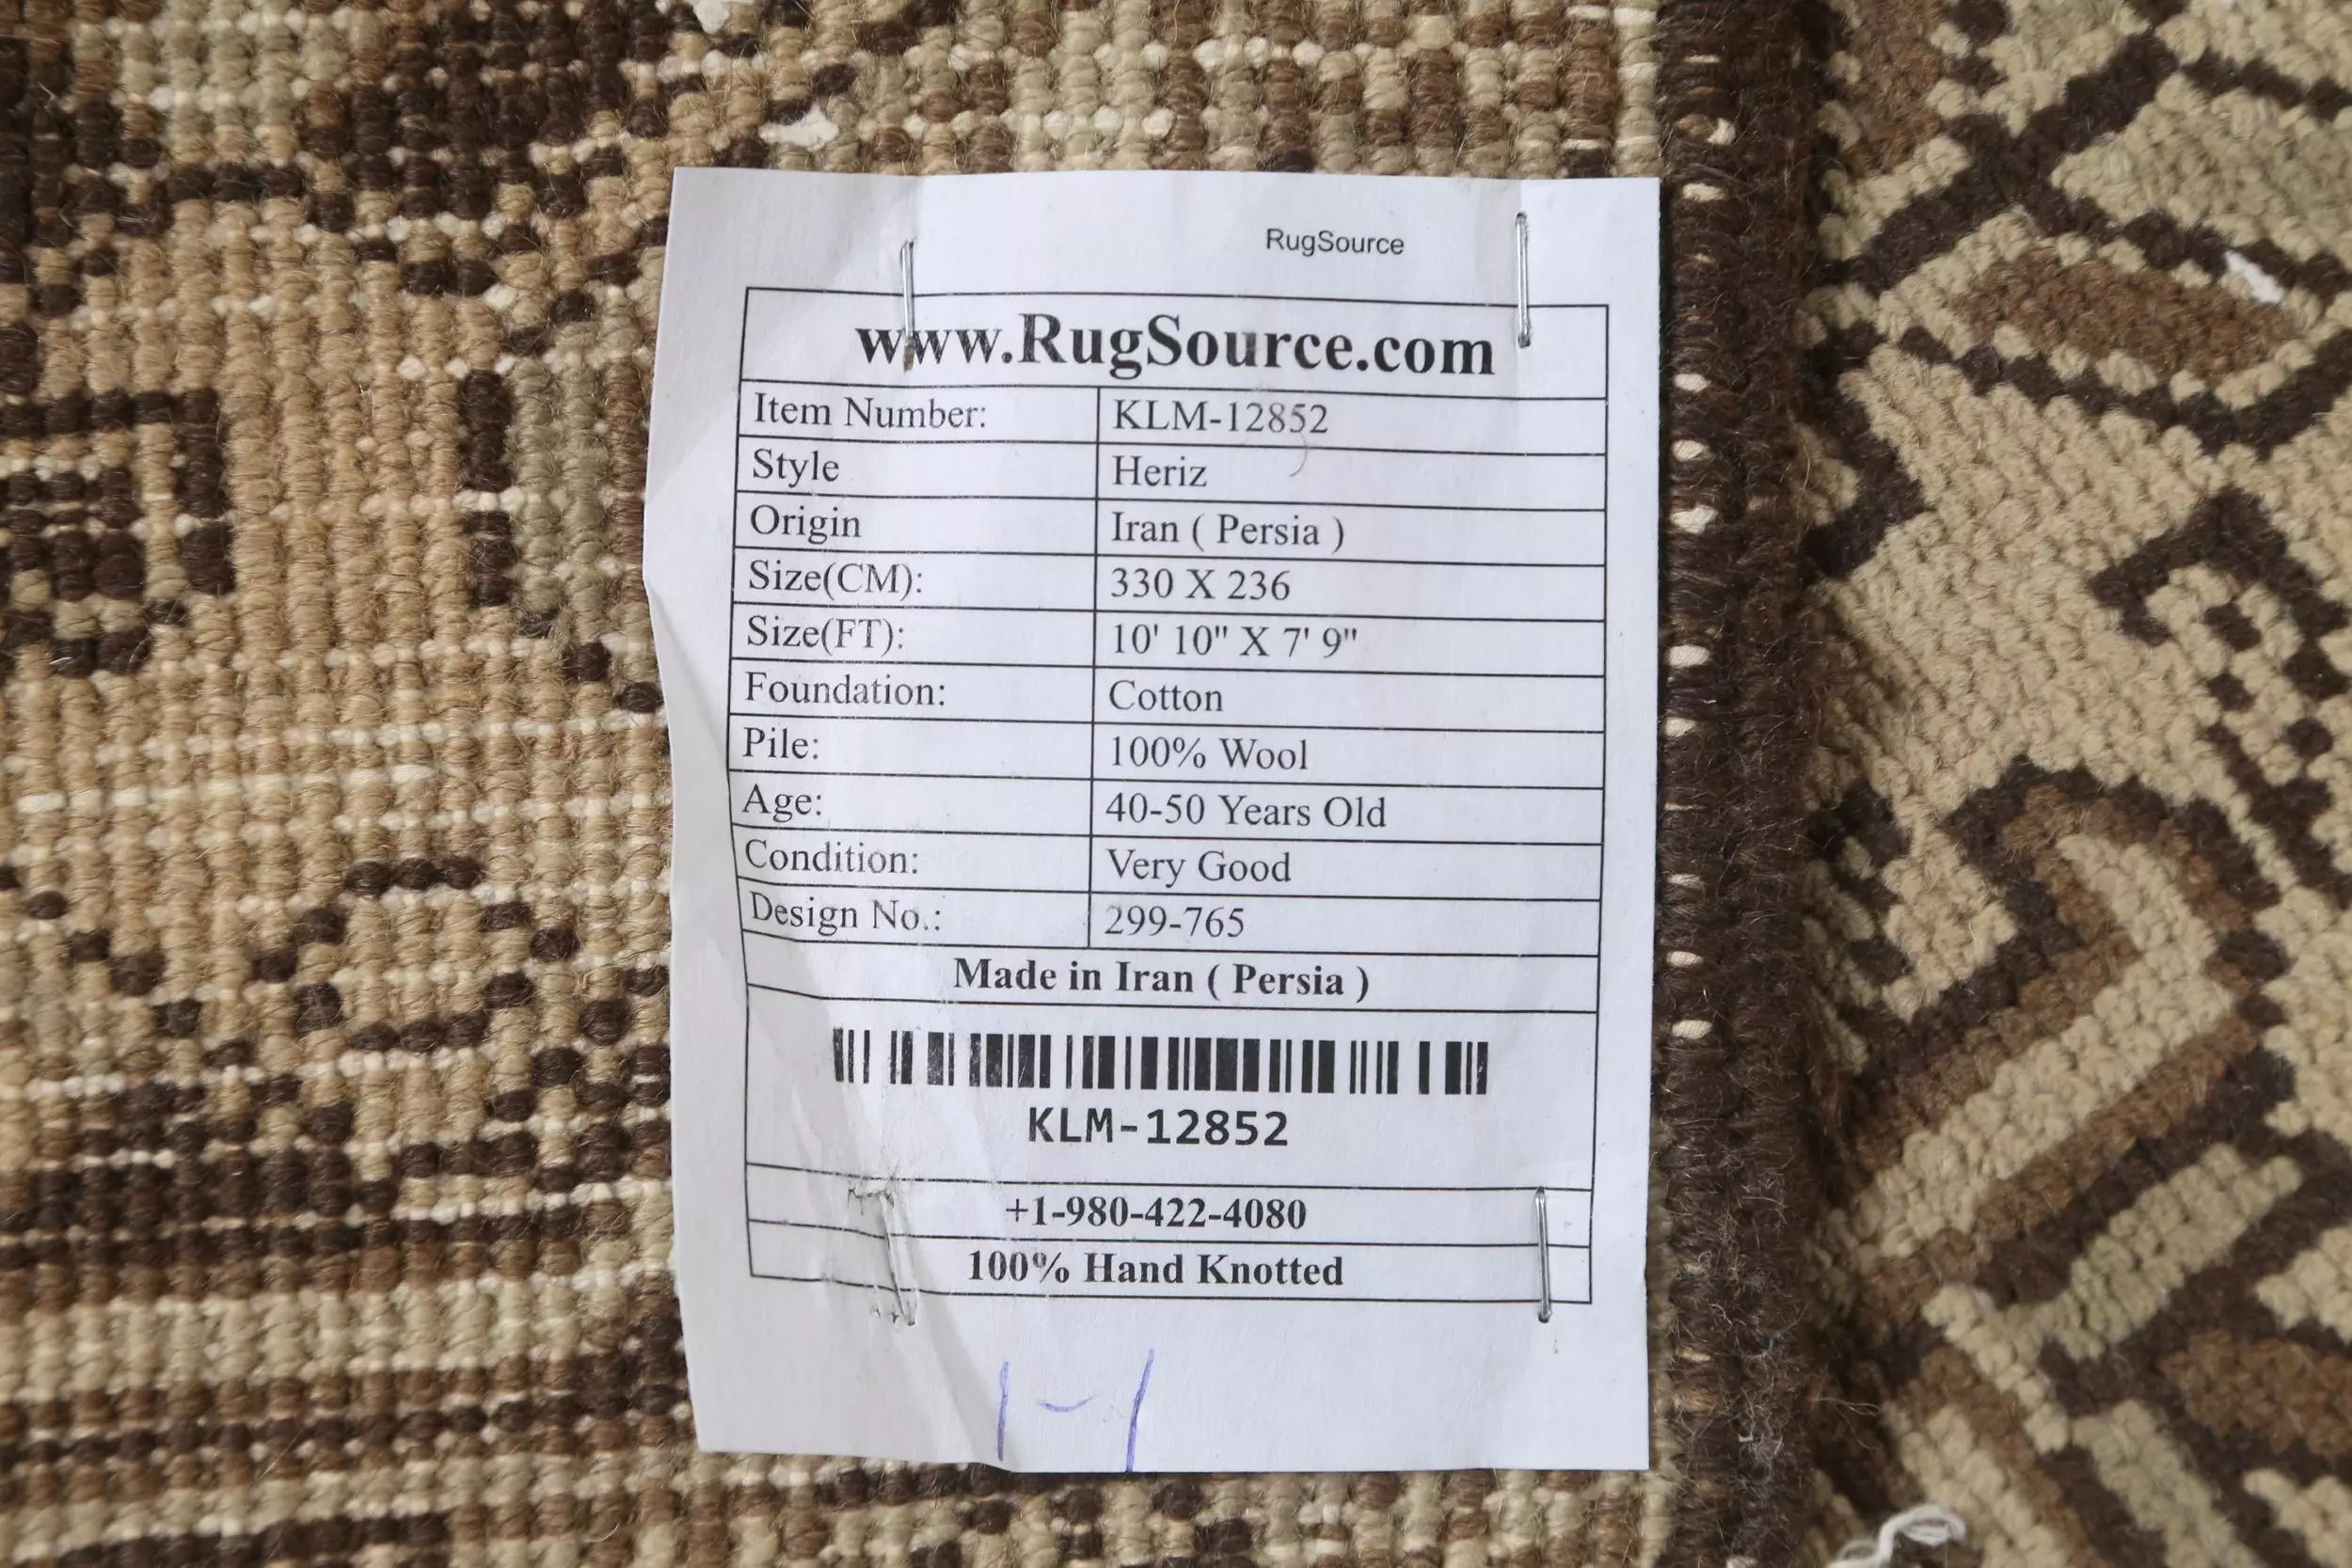 RugSource
www.RugSource.com
Item Number: KLM-12852
Style Heriz
Origin Iran ( Persia )
Size(CM): 330 X 236
Size(FT): 10' 10" X 7' 9"
Foundation: Cotton
Pile: 100% Wool
Age: 40-50 Years Old
Condition: Very Good
Design No.: 299-765
Made in Iran ( Persia )
KLM-12852
+1-980-422-4080
100% Hand Knotted
1-1